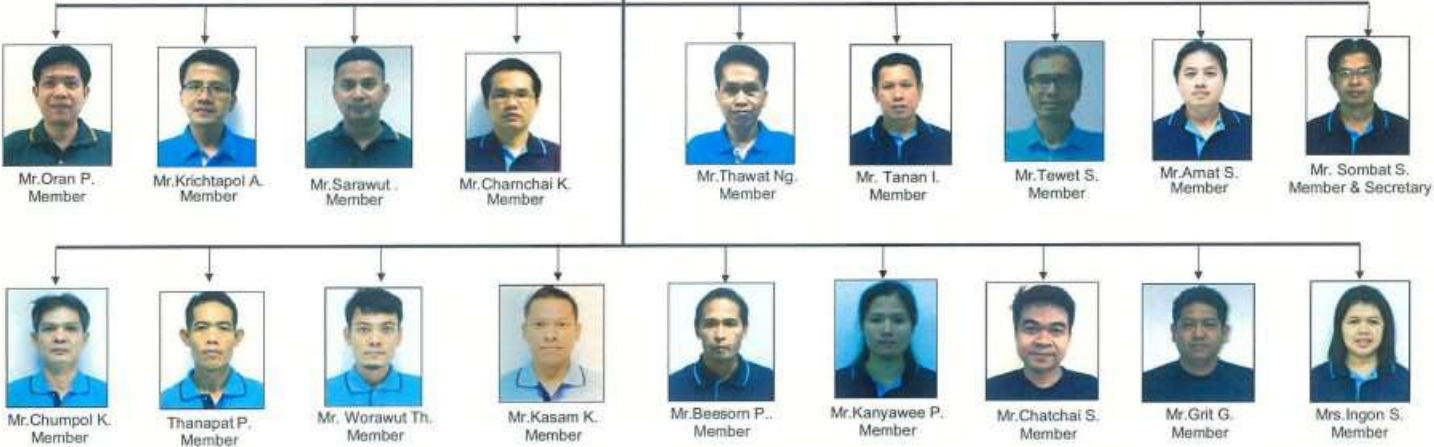 Mr.Oran P.
Member
Mr.Krichtapol A.
Member
Mr.Sarawut .
Member
Mr.Charnchai K.
Member
Mr.Thawat Ng.
Member
Mr. Tanan I.
Member
Mr.Tewet S.
Member
Mr.Amat S.
Member
Mr. Sombat S.
Member & Secretary
Mr.Chumpol K.
Member
Thanapat P.
Member
Mr. Worawut Th.
Member
Mr.Kasam K.
Member
Mr.Beesorn P..
Member
Mr.Kanyawee P.
Member
Mr.Chatchai S.
Member
Mr.Grit G.
Member
Mrs.Ingon S.
Member